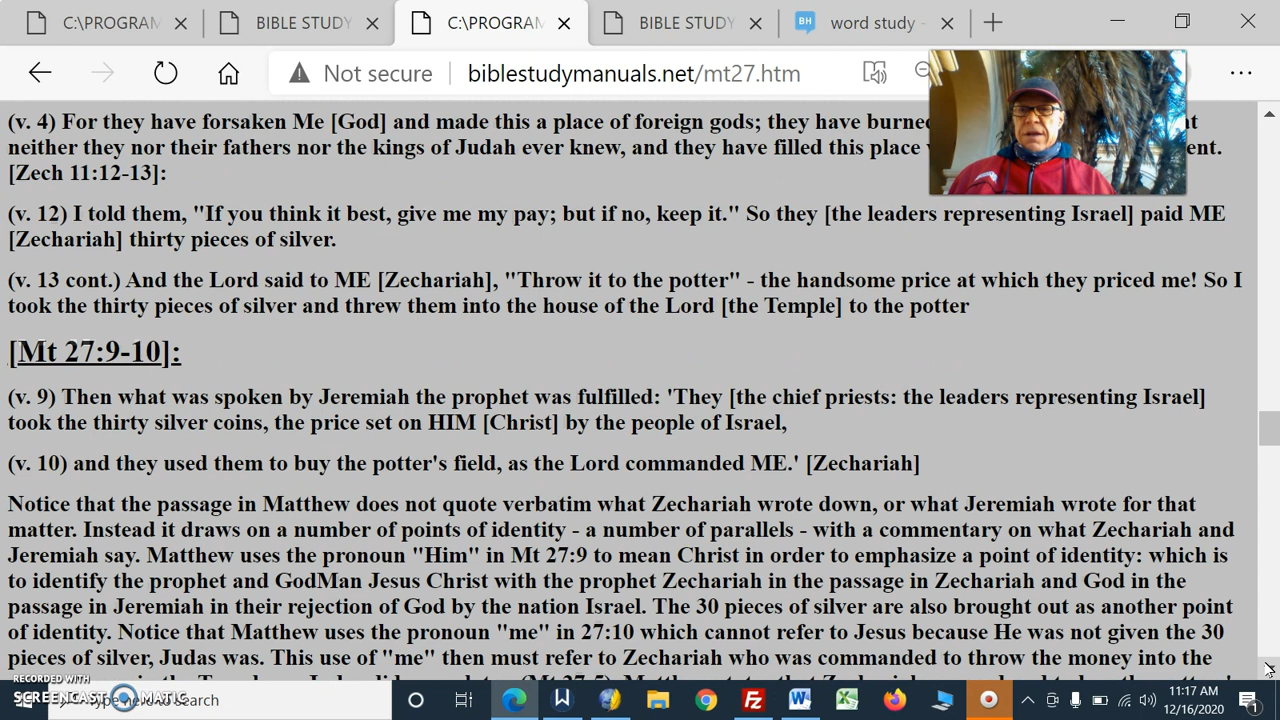 C:\PROGRAM
BIBLE STUDY
C:\PROGRAM
BIBLE STUDY
BH
word study -
Not secure
biblestudymanuals.net/mt27.htm
(v. 4) For they have forsaken Me [God] and made this a place of foreign gods; they have burned
neither they nor their fathers nor the kings of Judah ever knew, and they have filled this place
[Zech 11:12-13]:
(v. 12) I told them, "If you think it best, give me my pay; but if no, keep it." So they [the leaders representing Israel] paid ME
[Zechariah] thirty pieces of silver.
(v. 13 cont.) And the Lord said to ME [Zechariah], "Throw it to the potter" - the handsome price at which they priced me! So I
took the thirty pieces of silver and threw them into the house of the Lord [the Temple] to the potter
[Mt 27:9-10]:
(v. 9) Then what was spoken by Jeremiah the prophet was fulfilled: 'They [the chief priests: the leaders representing Israel]
took the thirty silver coins, the price set on HIM [Christ] by the people of Israel,
(v. 10) and they used them to buy the potter's field, as the Lord commanded ME.' [Zechariah]
Notice that the passage in Matthew does not quote verbatim what Zechariah wrote down, or what Jeremiah wrote for that
matter. Instead it draws on a number of points of identity - a number of parallels - with a commentary on what Zechariah and
Jeremiah say. Matthew uses the pronoun "Him" in Mt 27:9 to mean Christ in order to emphasize a point of identity: which is
to identify the prophet and GodMan Jesus Christ with the prophet Zechariah in the passage in Zechariah and God in the
passage in Jeremiah in their rejection of God by the nation Israel. The 30 pieces of silver are also brought out as another point
of identity. Notice that Matthew uses the pronoun "me" in 27:10 which cannot refer to Jesus because He was not given the 30
pieces of silver, Judas was. This use of "me" then must refer to Zechariah who was commanded to throw the money into the
RECORDED WITH
SCREENCAST MATIC
Type here to search
11:17 AM
12/16/2020
1